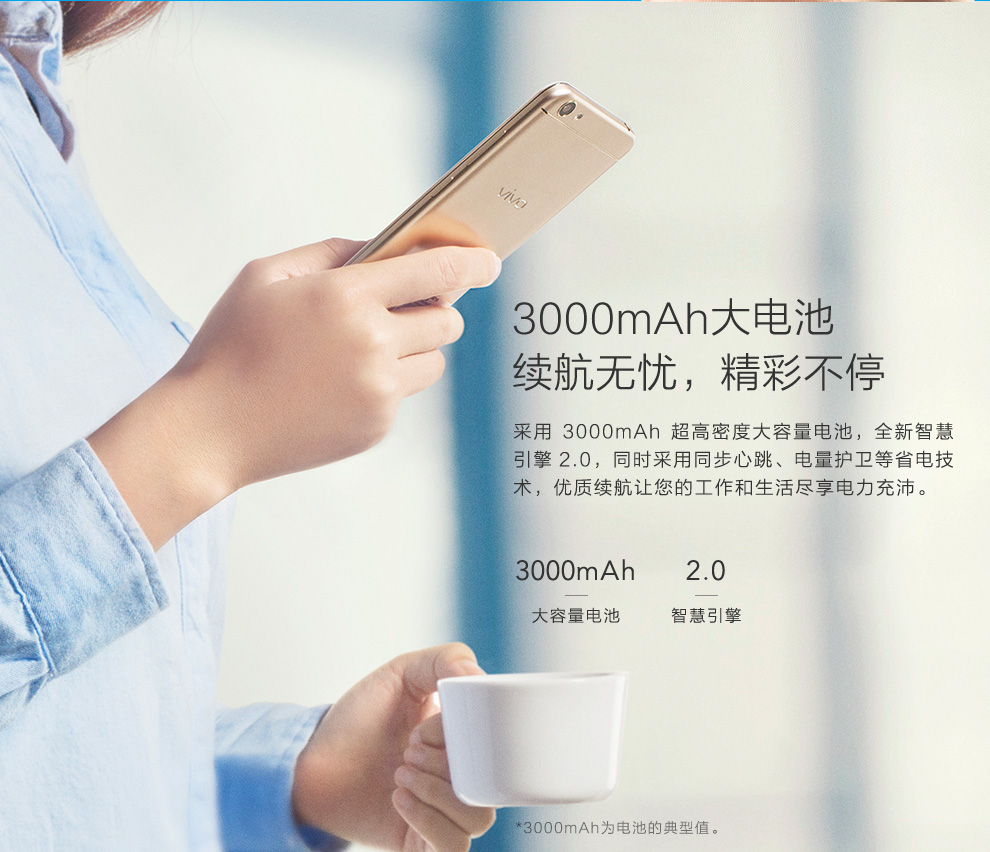 vivo
3000mAh大电池
续航无忧，精彩不停
采用 3000mAh 超高密度大容量电池，全新智慧
引擎 2.0，同时采用同步心跳、电量护卫等省电技
术，优质续航让您的工作和生活尽享电力充沛。
3000mAh 2.0
大容量电池 智慧引擎
*3000mAh为电池的典型值。